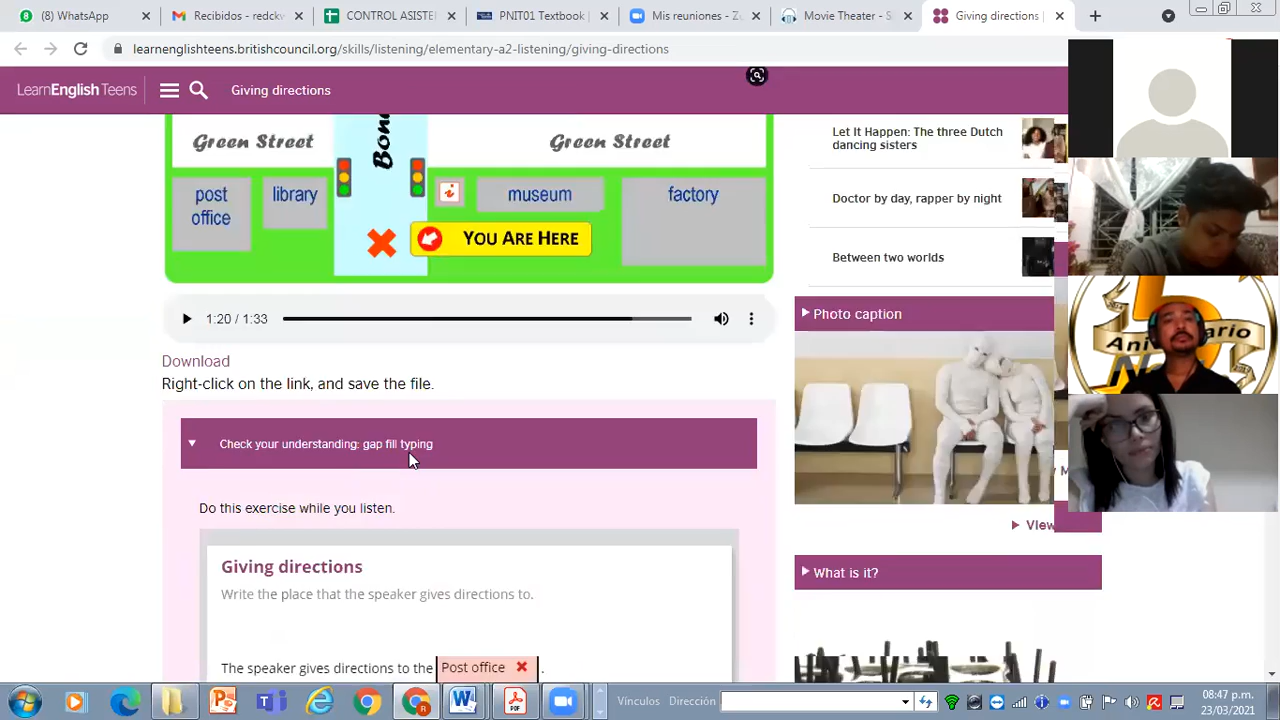 (8) WhatsApp
Recibidos - redckw
CONTROL ASISTE
PNIT01 Textbook |
Mis reuniones - Zo
Movie Theater - S
Giving directions |
learnenglishteens.britishcouncil.org/skills/listening/elementary-a2-listening/giving-directions
LearnEnglish Teens
Giving directions
Green Street
Bond
Green Street
post
office
library
i
museum
factory
YOU ARE HERE
1:20 / 1:33
Download
Right-click on the link, and save the file.
Check your understanding: gap fill typing
Do this exercise while you listen.
Giving directions
Write the place that the speaker gives directions to.
The speaker gives directions to the Post office .
Let It Happen: The three Dutch
dancing sisters
Doctor by day, rapper by night
Between two worlds
Photo caption
View
What is it?
Aniversario
Vínculos Dirección
08:47 p.m.
23/03/2021